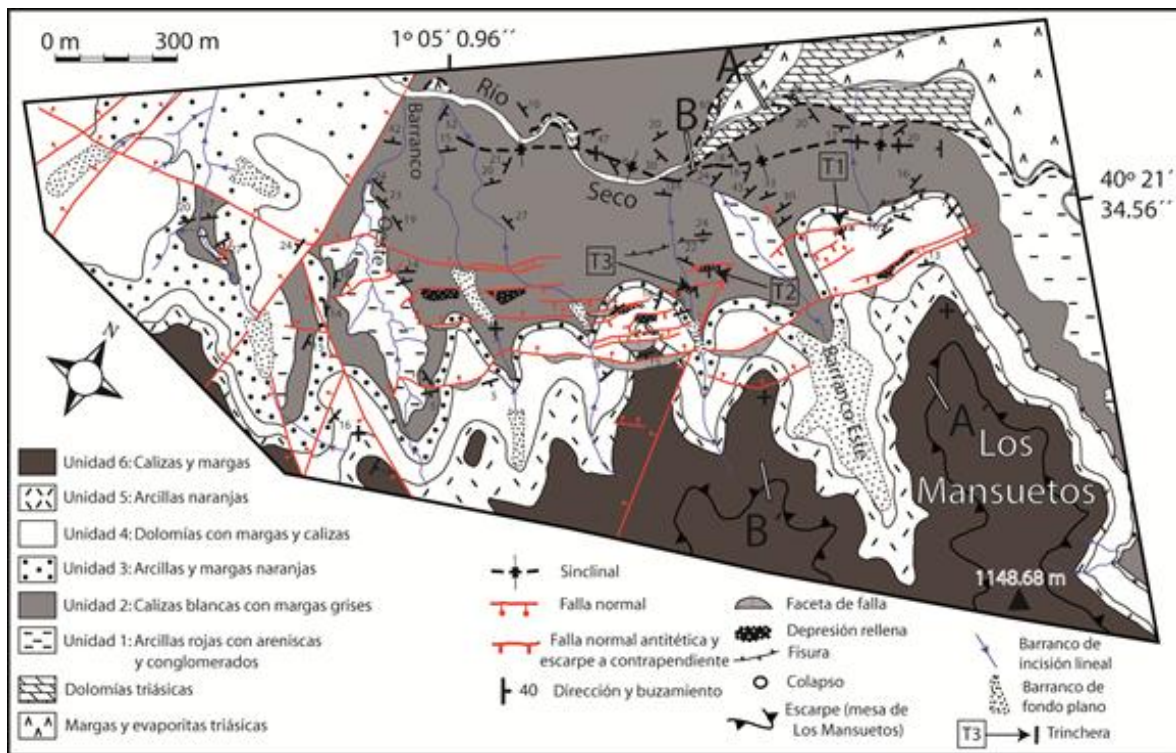 0 m 300 m
1º 05´ 0.96´´
A
B
Río
Seco
Barranco
Oeste
T1
40º 21´
34.56´´
T3
T2
N
Barranco Este
A´
B´
Los
Mansuetos
1148.68 m
Unidad 6: Calizas y margas
Unidad 5: Arcillas naranjas
Unidad 4: Dolomías con margas y calizas
Unidad 3: Arcillas y margas naranjas
Unidad 2: Calizas blancas con margas grises
Unidad 1: Arcillas rojas con areniscas
y conglomerados
Dolomías triásicas
Margas y evaporitas triásicas
Sinclinal
Falla normal
Falla normal antitética y
escarpe a contrapendiente
40 Dirección y buzamiento
Faceta de falla
Depresión rellena
Fisura
Colapso
Escarpe (mesa de
Los Mansuetos)
Barranco de
incisión lineal
Barranco de
fondo plano
T3 Trinchera